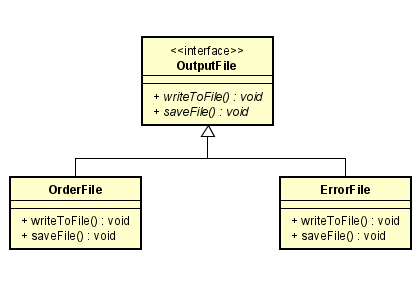 <<interface>>
OutputFile
+ writeToFile() : void
+ saveFile() : void
OrderFile
+ writeToFile() : void
+ saveFile() : void
ErrorFile
+ writeToFile() : void
+ saveFile() : void